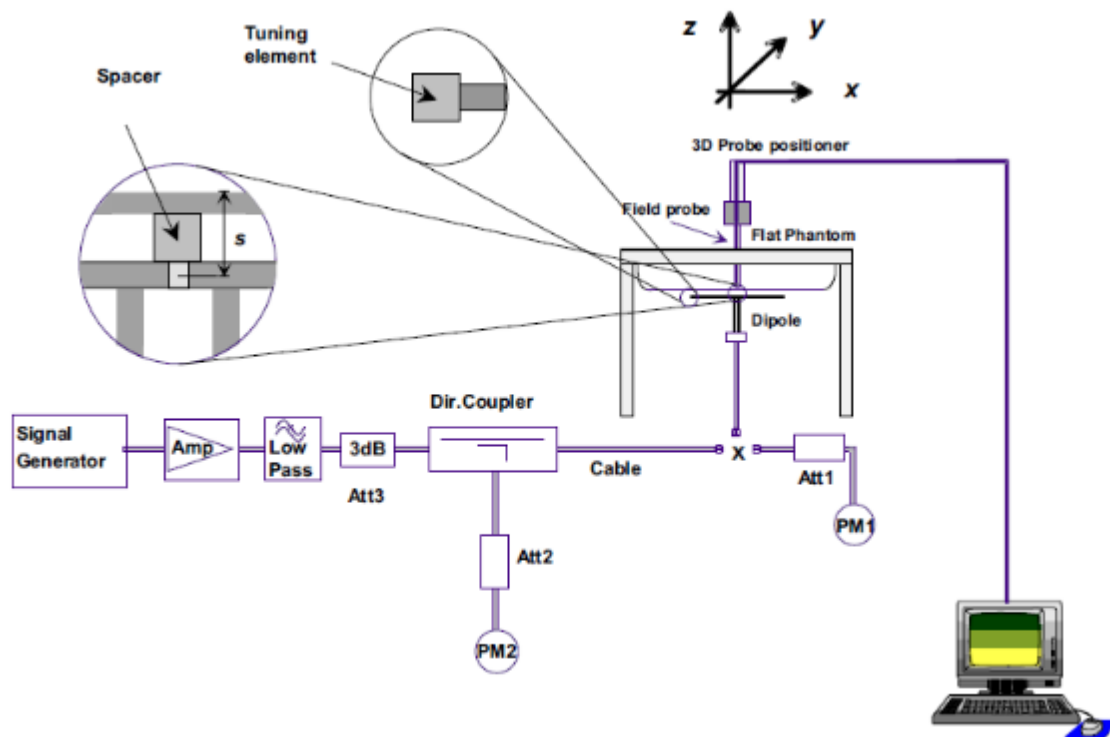 Tuning
element
Spacer
s
z
y
x
3D Probe positioner
Field probe
Flat Phantom
Dipole
Dir.Coupler
Signal
Generator
Amp
Low
Pass
3dB
Att3
Cable
X
Att1
PM1
Att2
PM2